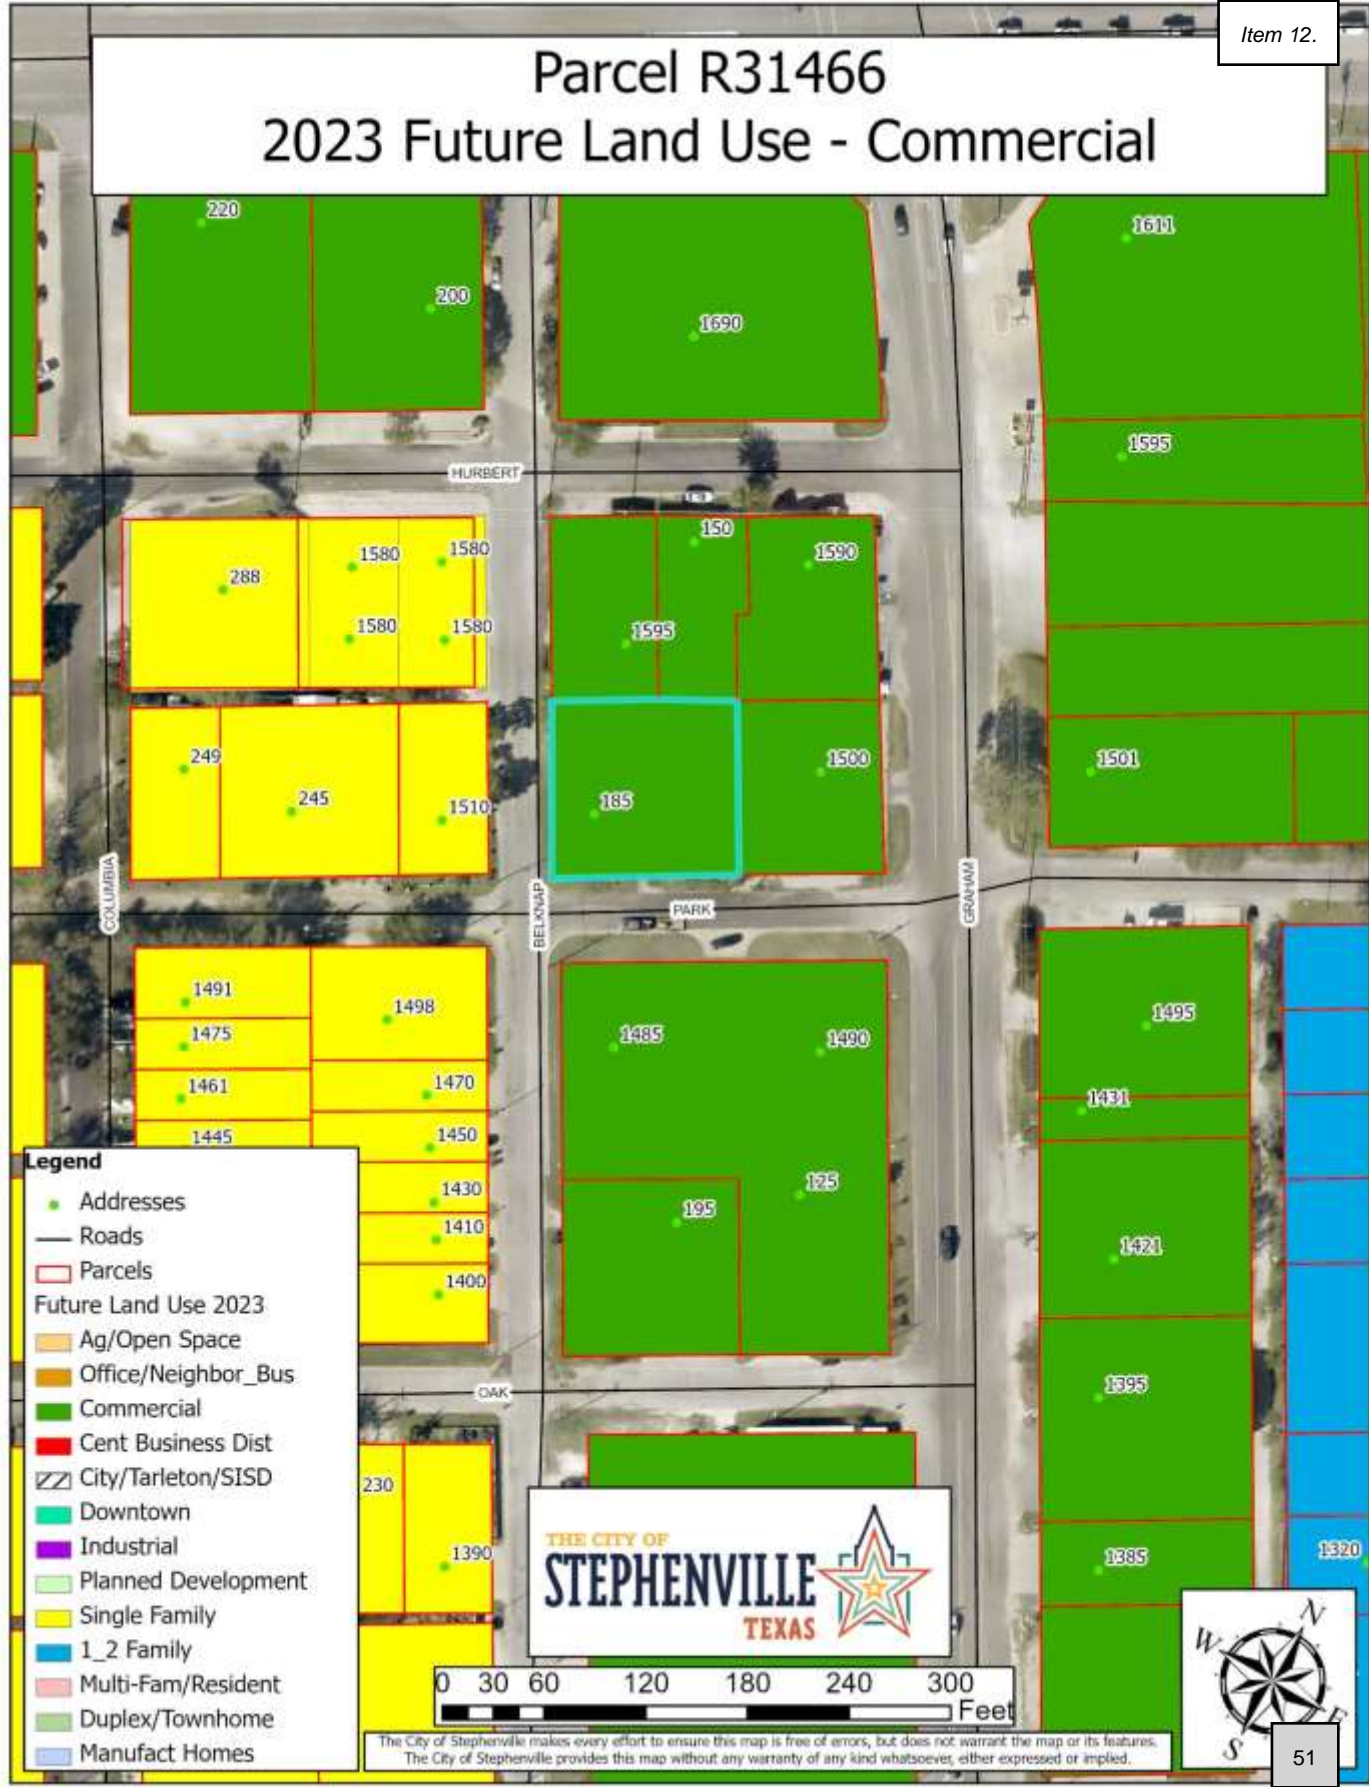 Item 12.
Parcel R31466
2023 Future Land Use - Commercial
220
200
1690
1611
1595
HURBERT
288
1580
1580
1580
1580
150
1590
1595
249
245
1510
185
1500
1501
COLUMBIA
BELKNAP
PARK
GRAHAM
1491
1475
1461
1445
1498
1470
1450
1430
1410
1400
1485
1490
195
125
1495
1431
1421
1395
1385
1320
OAK
230
1390
Legend
Addresses
Roads
Parcels
Future Land Use 2023
Ag/Open Space
Office/Neighbor_Bus
Commercial
Cent Business Dist
City/Tarleton/SISD
Downtown
Industrial
Planned Development
Single Family
1_2 Family
Multi-Fam/Resident
Duplex/Townhome
Manufact Homes
THE CITY OF
STEPHENVILLE
TEXAS
0 30 60 120 180 240 300
Feet
N
W
E
S
The City of Stephenville makes every effort to ensure this map is free of errors, but does not warrant the map or its features.
The City of Stephenville provides this map without any warranty of any kind whatsoever, either expressed or implied.
51